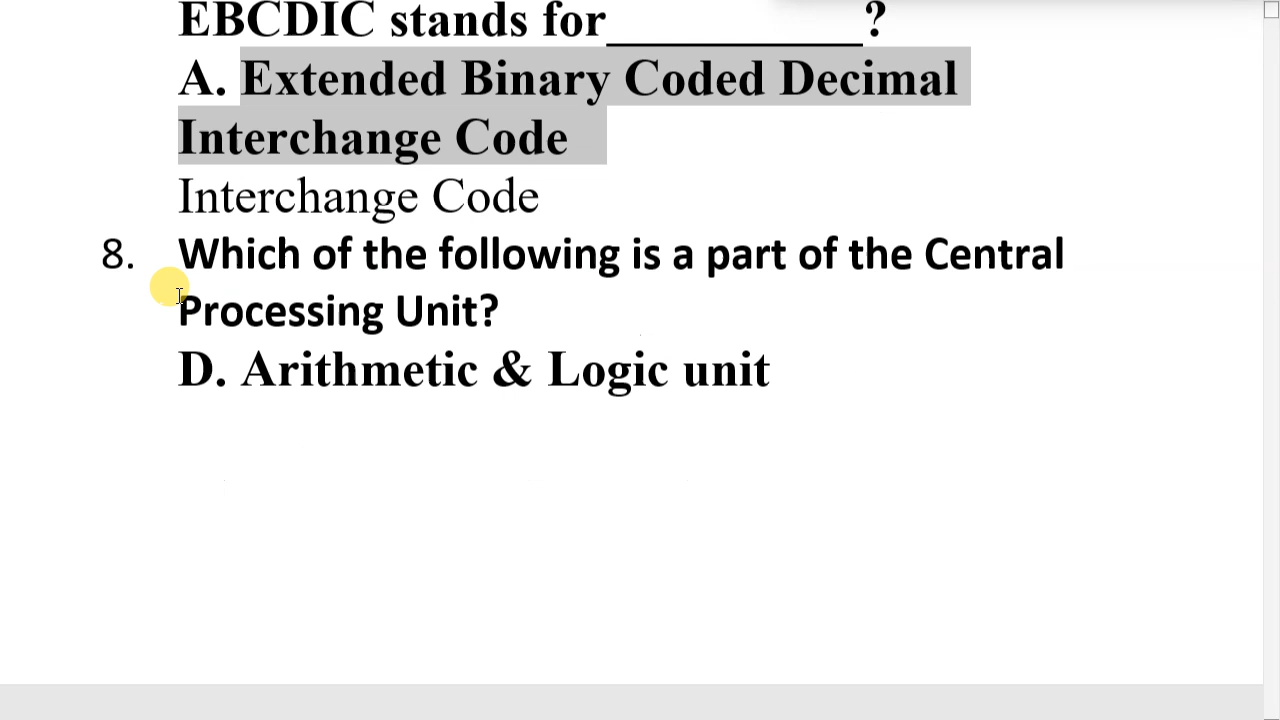 EBCDIC stands for___________?
A. Extended Binary Coded Decimal
Interchange Code
Interchange Code
8. Which of the following is a part of the Central
Processing Unit?
D. Arithmetic & Logic unit